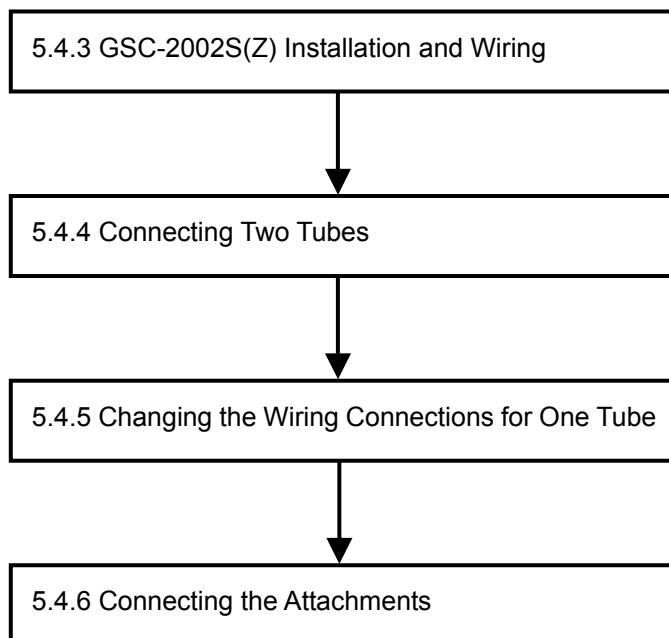 5.4.3 GSC-2002S(Z) Installation and Wiring
5.4.4 Connecting Two Tubes
5.4.5 Changing the Wiring Connections for One Tube
5.4.6 Connecting the Attachments